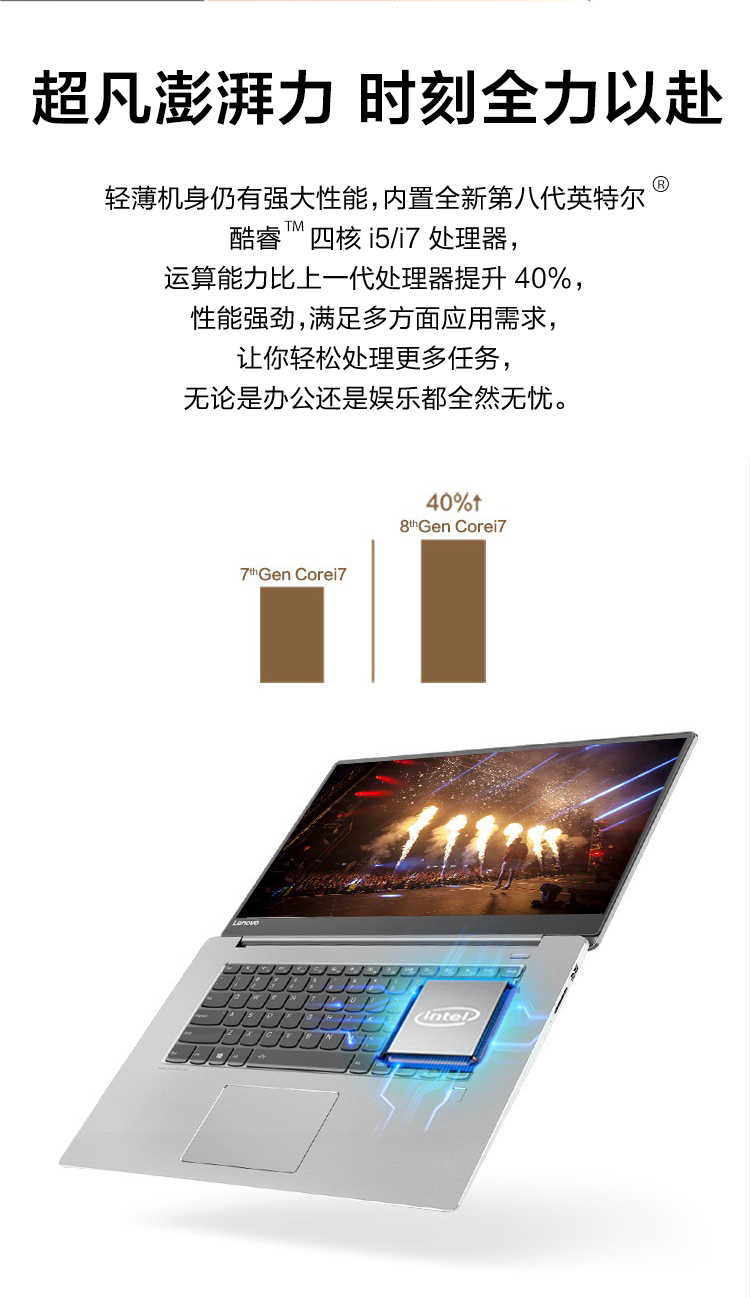 超凡澎湃力 时刻全力以赴
轻薄机身仍有强大性能，内置全新第八代英特尔®
酷睿™ 四核 i5/i7 处理器，
运算能力比上一代处理器提升 40%，
性能强劲，满足多方面应用需求，
让你轻松处理更多任务，
无论是办公还是娱乐都全然无忧。
40%↑
8thGen Corei7
7thGen Corei7
Lenovo
intel